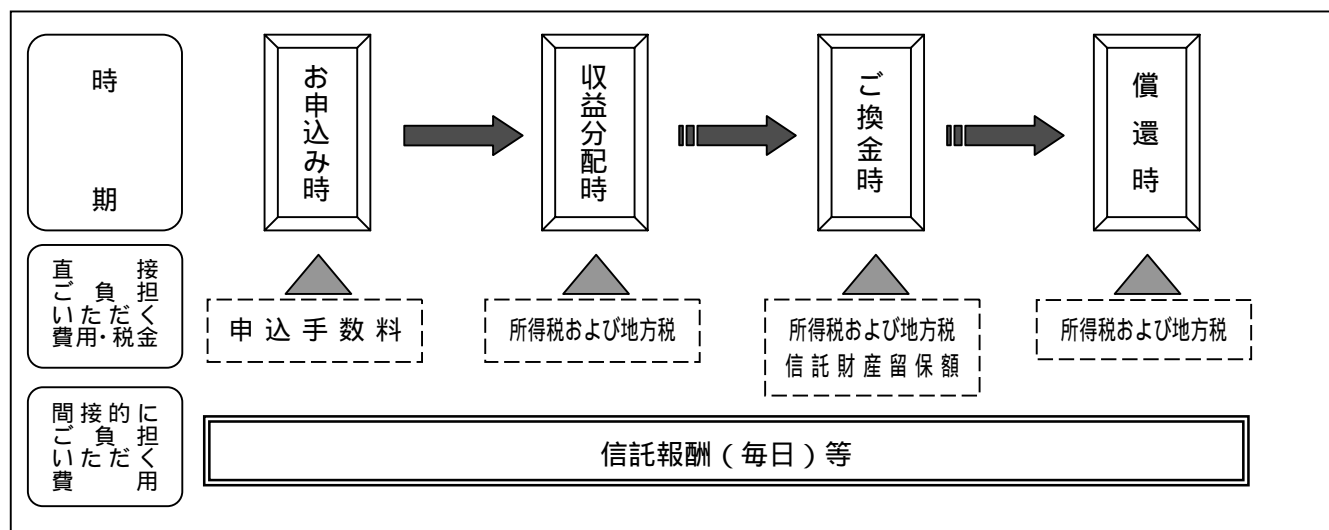 時期
お申込み時
収益分配時
ご換金時
償還時
直接
ご負担
いただく
費用・税金
申込手数料
所得税および地方税
所得税および地方税
信託財産留保額
所得税および地方税
間接的に
ご負担
いただく
費用
信託報酬（毎日）等